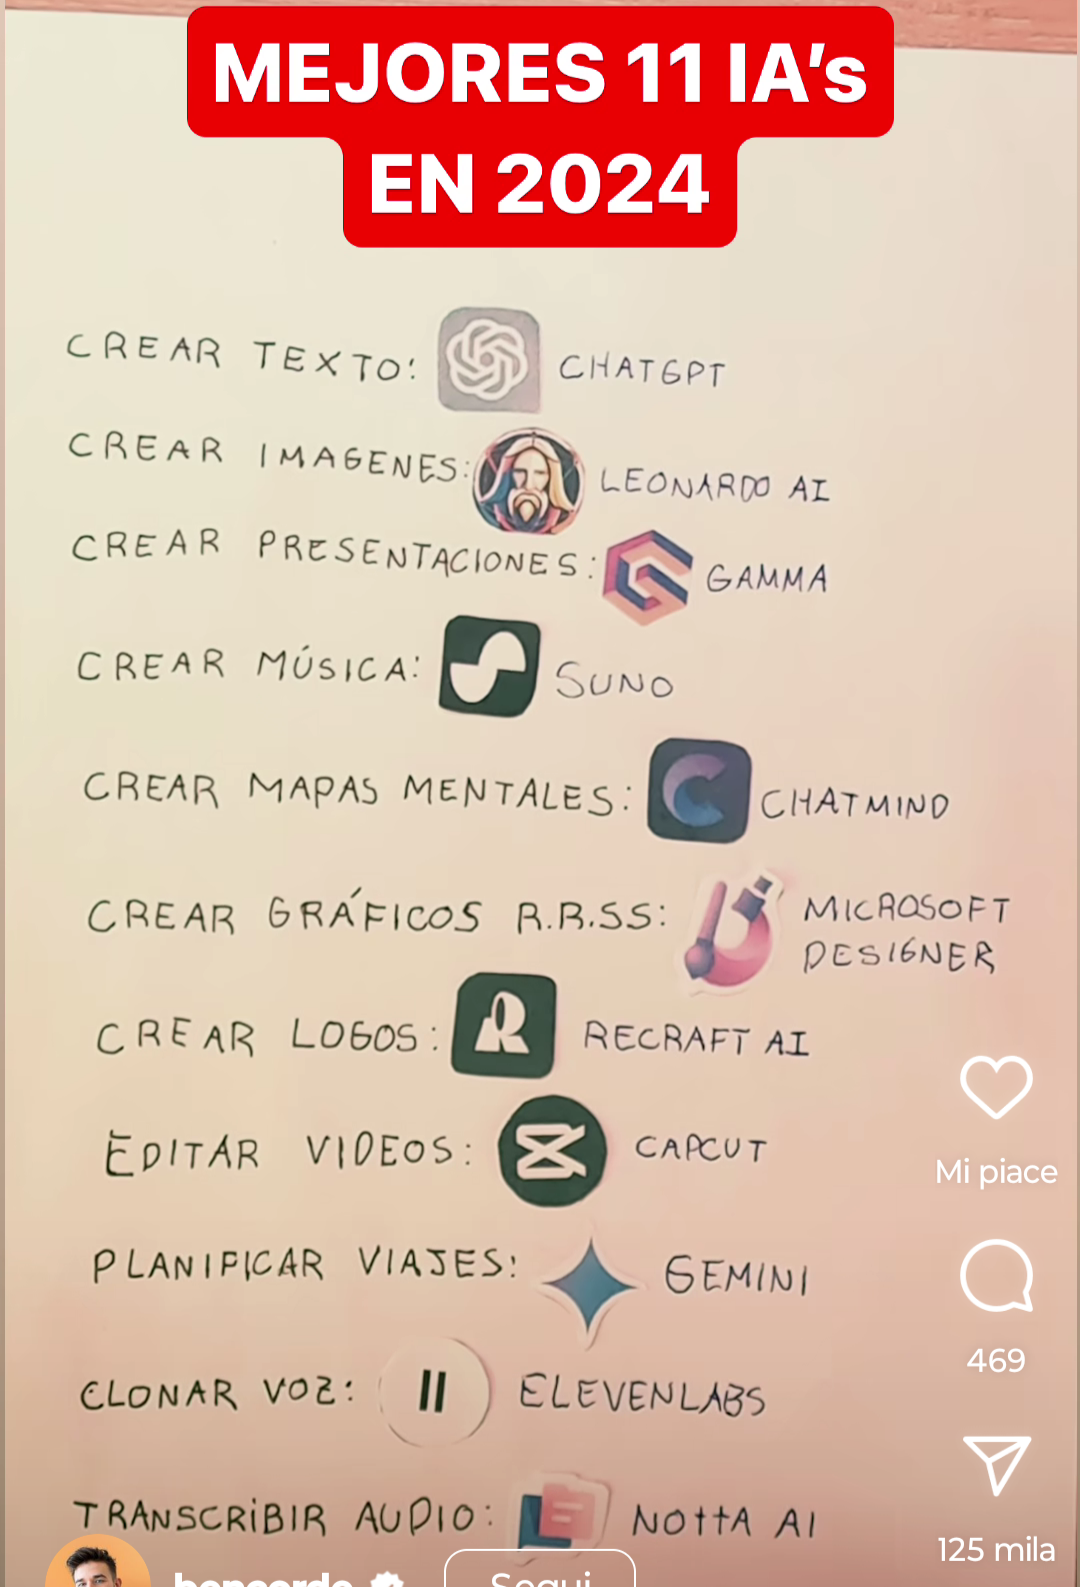 MEJORES 11 IA's
EN 2024
CREAR TEXTO: CHATGPT
CREAR IMAGENES: LEONARDO AI
CREAR PRESENTACIONES: GAMMA
CREAR MÚSICA: SUNO
CREAR MAPAS MENTALES: CHATMIND
CREAR GRÁFICOS R.R.SS: MICROSOFT
DESIGNER
CREAR LOGOS: RECRAFT AI
Mi piace
EDITAR VIDEOS: CAPCUT
PLANIFICAR VIAJES: GEMINI
469
CLONAR VOZ: ELEVENLABS
TRANSCRIBIR AUDIO: NOTTA AI
125 mila
Segui